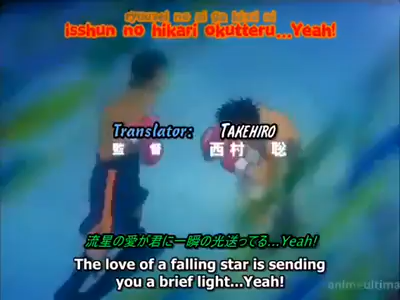 ryuusei no ai ga kimi ni
isshun no hikari okutteru...Yeah!
Translator: TAKEHIRO
監 督 西村 聡
流星の愛が君に一瞬の光送ってる...Yeah!
The love of a falling star is sending
you a brief light...Yeah!
anim-ultima